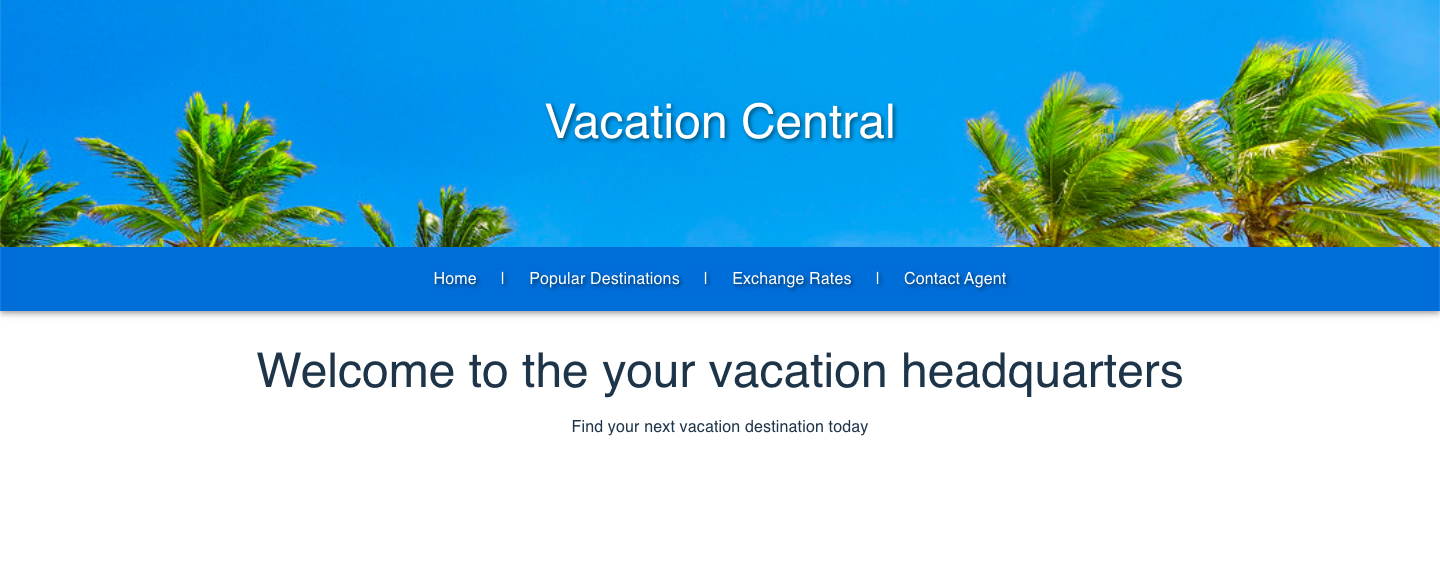 Vacation Central
Home | Popular Destinations | Exchange Rates | Contact Agent
Welcome to the your vacation headquarters
Find your next vacation destination today